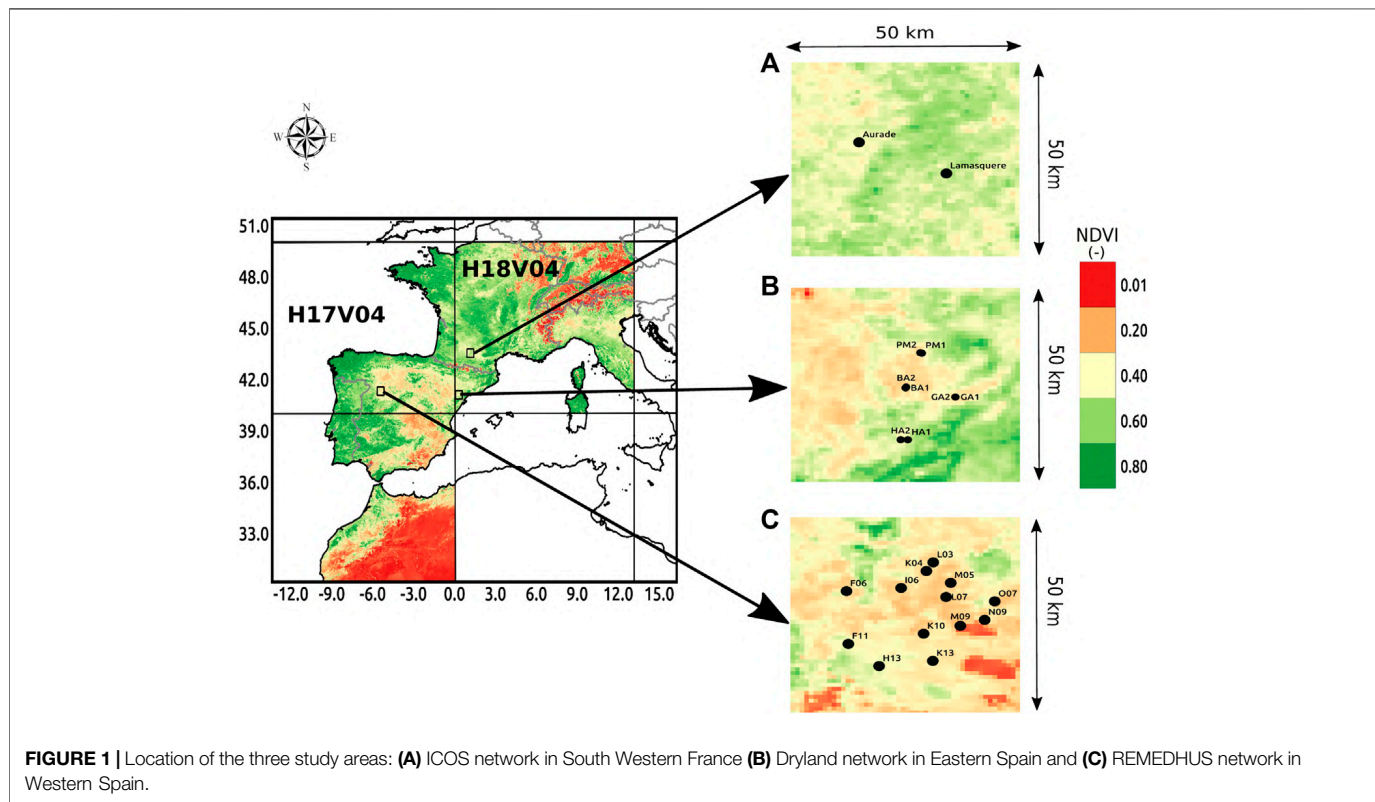 50 km
A
Aurade
Lamasquere
50 km
N
W E
S
51.0
48.0
45.0
42.0
39.0
36.0
33.0
H17V04
H18V04
-12.0 -9.0 -6.0 -3.0 0.0 3.0 6.0 9.0 12.0 15.0
B
PM2 PM1
BA2
BA1
GA2 GA1
HA2 HA1
50 km
NDVI
(-)
0.01
0.20
0.40
0.60
0.80
C
L03
K04
M05
F06
I06
L07
O07
N09
M09
K10
F11
K13
H13
50 km
FIGURE 1 | Location of the three study areas: (A) ICOS network in South Western France (B) Dryland network in Eastern Spain and (C) REMEDHUS network in
Western Spain.